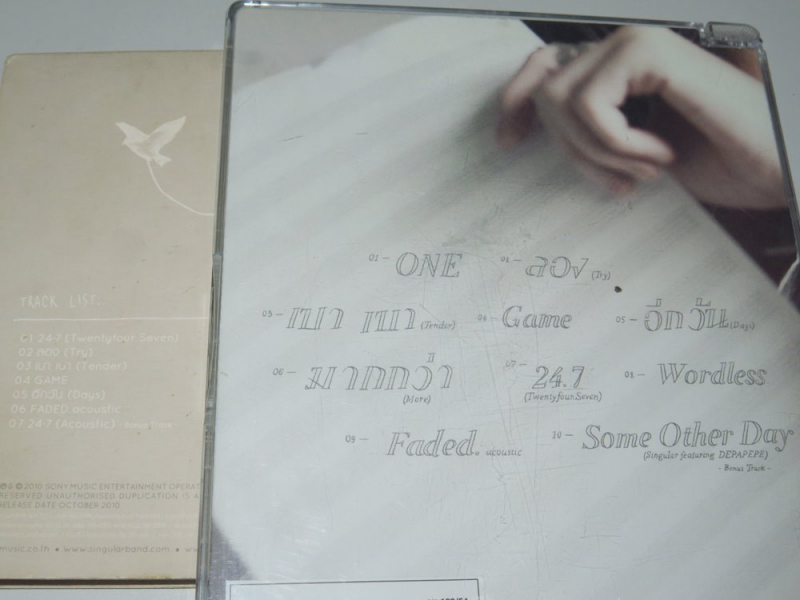 TRACK LIST
01 24-7 (Twentyfour Seven)
02 ลอง (Try)
03 เบา เบา (Tender)
04 GAME
05 อีกวัน (Days)
06 FADED acoustic
07 24-7 (Acoustic) - Bonus Track
℗ & © 2010 SONY MUSIC ENTERTAINMENT OPERAT
RESERVED UNAUTHORISED DUPLICATION IS A
RELEASE DATE OCTOBER 2010
music.co.th • www.singularband.com •
01 – ONE
02 – ลอง (Try)
03 – เบา เบา (Tender)
04 – Game
05 – อีกวัน (Days)
06 – มากกว่า
(More)
07 – 24.7
(Twentyfour Seven)
08 – Wordless
09 – Faded. acoustic
10 – Some Other Day
(Singular featuring DEPAPEPE)
- Bonus Track -